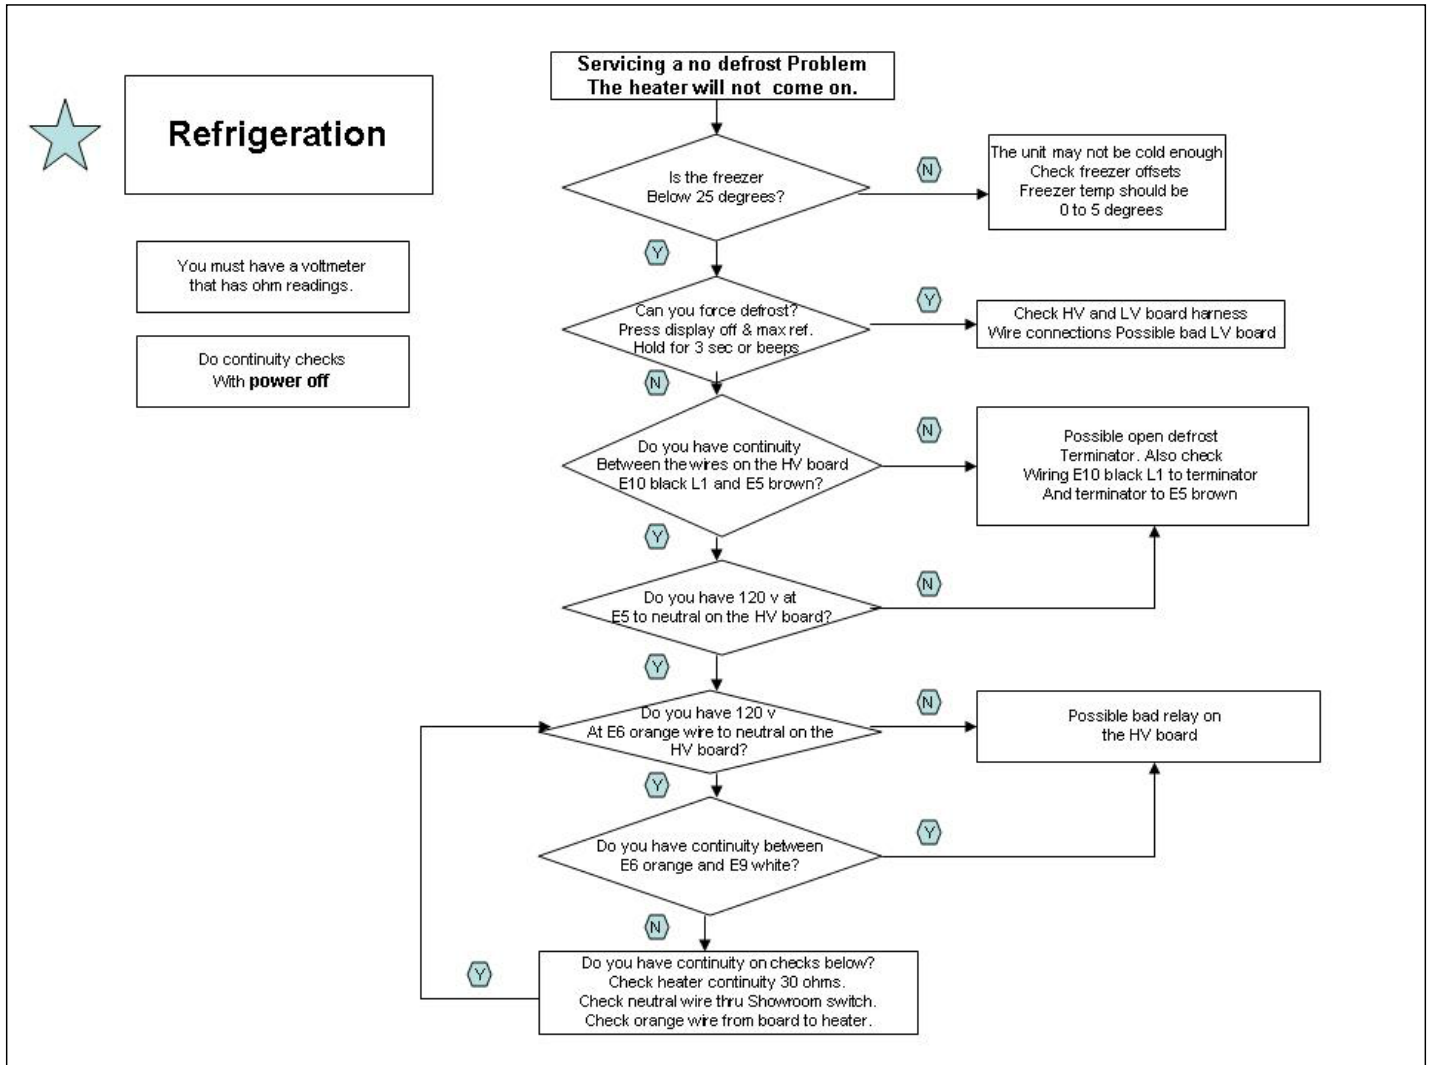 Servicing a no defrost Problem
The heater will not come on.
Refrigeration
You must have a voltmeter
that has ohm readings.
Do continuity checks
With power off
Is the freezer
Below 25 degrees?
N
The unit may not be cold enough
Check freezer offsets
Freezer temp should be
0 to 5 degrees
Y
Can you force defrost?
Press display off & max ref.
Hold for 3 sec or beeps
Y
Check HV and LV board harness
Wire connections Possible bad LV board
N
Do you have continuity
Between the wires on the HV board
E10 black L1 and E5 brown?
N
Possible open defrost
Terminator. Also check
Wiring E10 black L1 to terminator
And terminator to E5 brown
Y
Do you have 120 v at
E5 to neutral on the HV board?
N
Y
Do you have 120 v
At E6 orange wire to neutral on the
HV board?
N
Possible bad relay on
the HV board
Y
Do you have continuity between
E6 orange and E9 white?
Y
N
Do you have continuity on checks below?
Check heater continuity 30 ohms.
Check neutral wire thru Showroom switch.
Check orange wire from board to heater.
Y